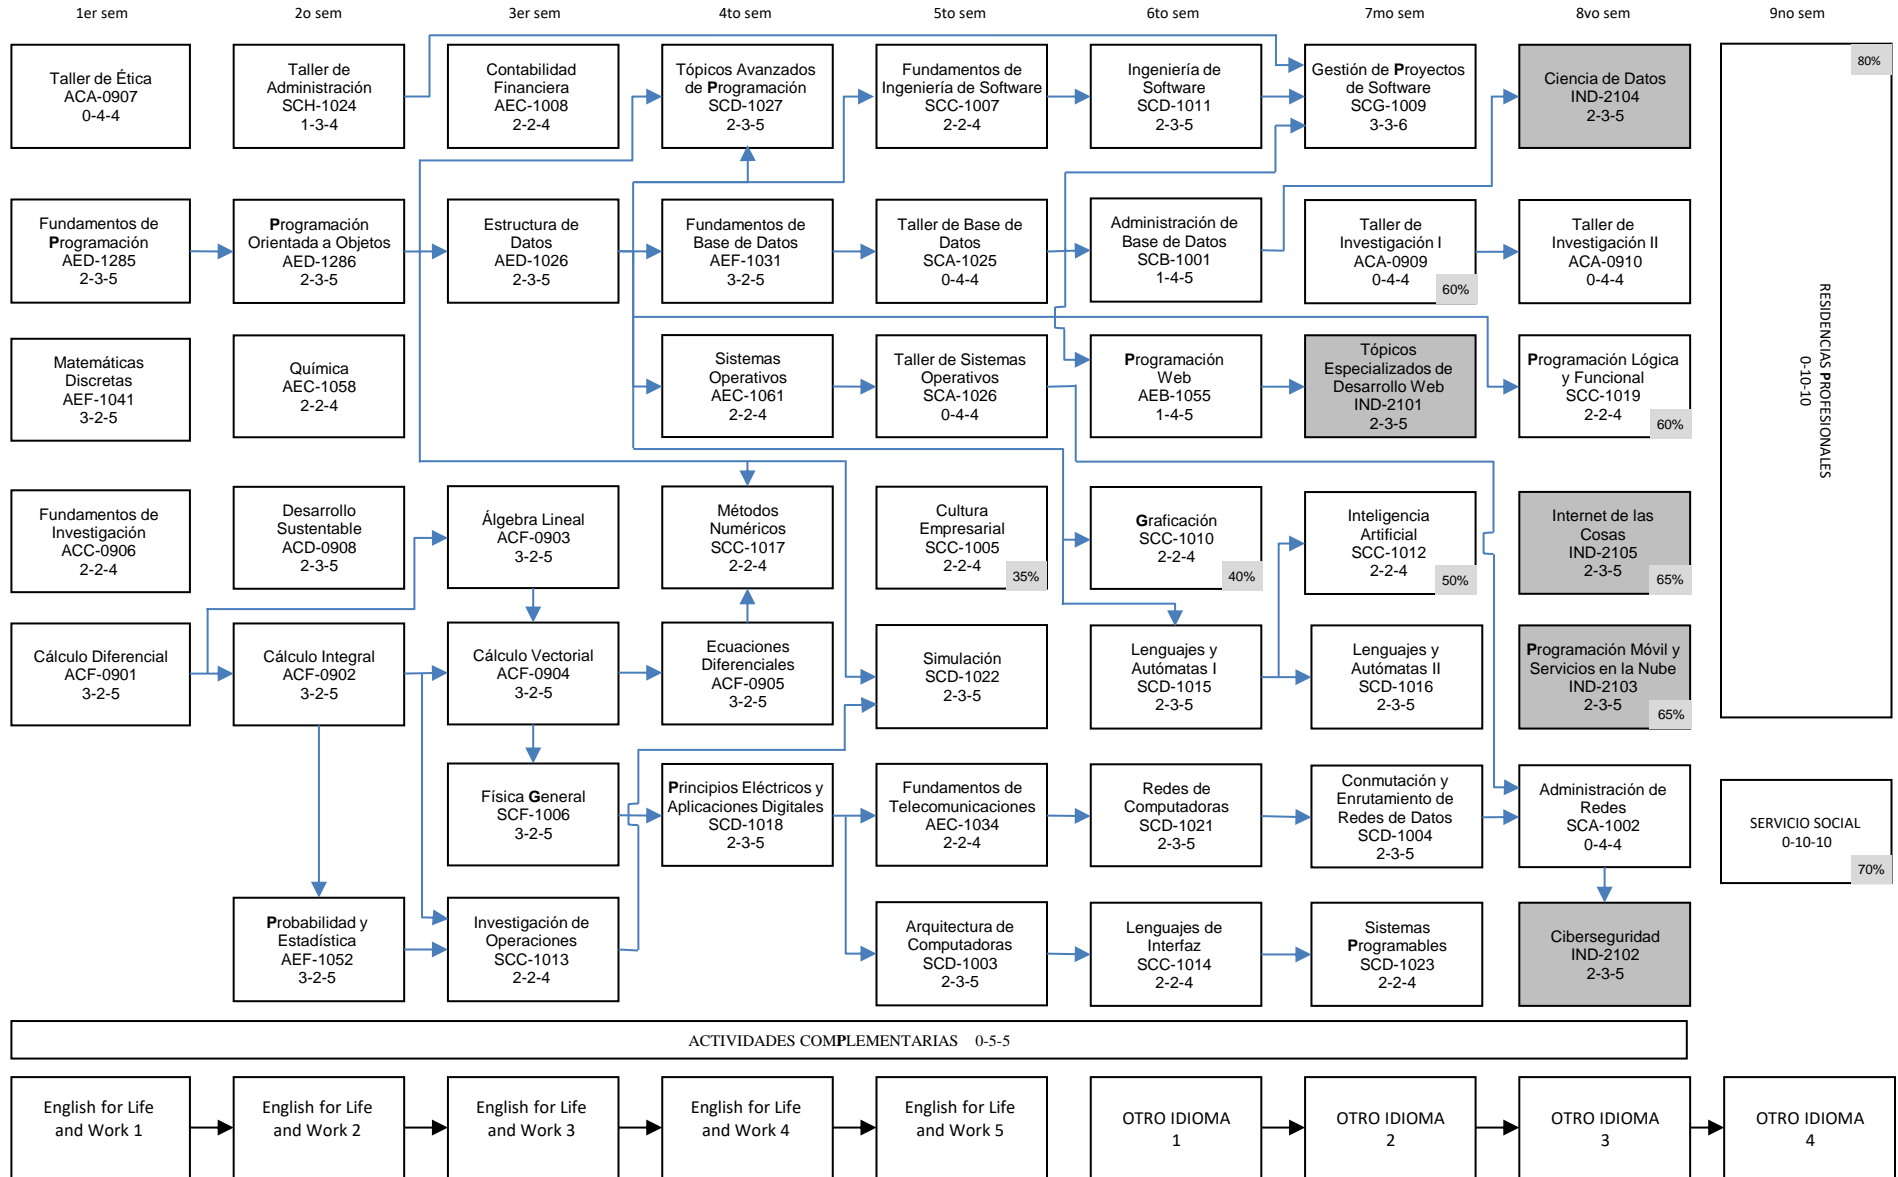 1er sem
2o sem
3er sem
4to sem
5to sem
6to sem
7mo sem
8vo sem
9no sem
Taller de Ética
ACA-0907
0-4-4
Taller de
Administración
SCH-1024
1-3-4
Contabilidad
Financiera
AEC-1008
2-2-4
Tópicos Avanzados
de Programación
SCD-1027
2-3-5
Fundamentos de
Ingeniería de Software
SCC-1007
2-2-4
Ingeniería de
Software
SCD-1011
2-3-5
Gestión de Proyectos
de Software
SCG-1009
3-3-6
Ciencia de Datos
IND-2104
2-3-5
80%
RESIDENCIAS PROFESIONALES
0-10-10
Fundamentos de
Programación
AED-1285
2-3-5
Programación
Orientada a Objetos
AED-1286
2-3-5
Estructura de
Datos
AED-1026
2-3-5
Fundamentos de
Base de Datos
AEF-1031
3-2-5
Taller de Base de
Datos
SCA-1025
0-4-4
Administración de
Base de Datos
SCB-1001
1-4-5
Taller de
Investigación I
ACA-0909
0-4-4
60%
Taller de
Investigación II
ACA-0910
0-4-4
Matemáticas
Discretas
AEF-1041
3-2-5
Química
AEC-1058
2-2-4
Sistemas
Operativos
AEC-1061
2-2-4
Taller de Sistemas
Operativos
SCA-1026
0-4-4
Programación
Web
AEB-1055
1-4-5
Tópicos
Especializados de
Desarrollo Web
IND-2101
2-3-5
Programación Lógica
y Funcional
SCC-1019
2-2-4
60%
Fundamentos de
Investigación
ACC-0906
2-2-4
Desarrollo
Sustentable
ACD-0908
2-3-5
Álgebra Lineal
ACF-0903
3-2-5
Métodos
Numéricos
SCC-1017
2-2-4
Cultura
Empresarial
SCC-1005
2-2-4
35%
Graficación
SCC-1010
2-2-4
40%
Inteligencia
Artificial
SCC-1012
2-2-4
50%
Internet de las
Cosas
IND-2105
2-3-5
65%
Cálculo Diferencial
ACF-0901
3-2-5
Cálculo Integral
ACF-0902
3-2-5
Cálculo Vectorial
ACF-0904
3-2-5
Ecuaciones
Diferenciales
ACF-0905
3-2-5
Simulación
SCD-1022
2-3-5
Lenguajes y
Autómatas I
SCD-1015
2-3-5
Lenguajes y
Autómatas II
SCD-1016
2-3-5
Programación Móvil y
Servicios en la Nube
IND-2103
2-3-5
65%
Física General
SCF-1006
3-2-5
Principios Eléctricos y
Aplicaciones Digitales
SCD-1018
2-3-5
Fundamentos de
Telecomunicaciones
AEC-1034
2-2-4
Redes de
Computadoras
SCD-1021
2-3-5
Conmutación y
Enrutamiento de
Redes de Datos
SCD-1004
2-3-5
Administración de
Redes
SCA-1002
0-4-4
SERVICIO SOCIAL
0-10-10
70%
Probabilidad y
Estadística
AEF-1052
3-2-5
Investigación de
Operaciones
SCC-1013
2-2-4
Arquitectura de
Computadoras
SCD-1003
2-3-5
Lenguajes de
Interfaz
SCC-1014
2-2-4
Sistemas
Programables
SCD-1023
2-2-4
Ciberseguridad
IND-2102
2-3-5
ACTIVIDADES COMPLEMENTARIAS 0-5-5
English for Life
and Work 1
English for Life
and Work 2
English for Life
and Work 3
English for Life
and Work 4
English for Life
and Work 5
OTRO IDIOMA
1
OTRO IDIOMA
2
OTRO IDIOMA
3
OTRO IDIOMA
4